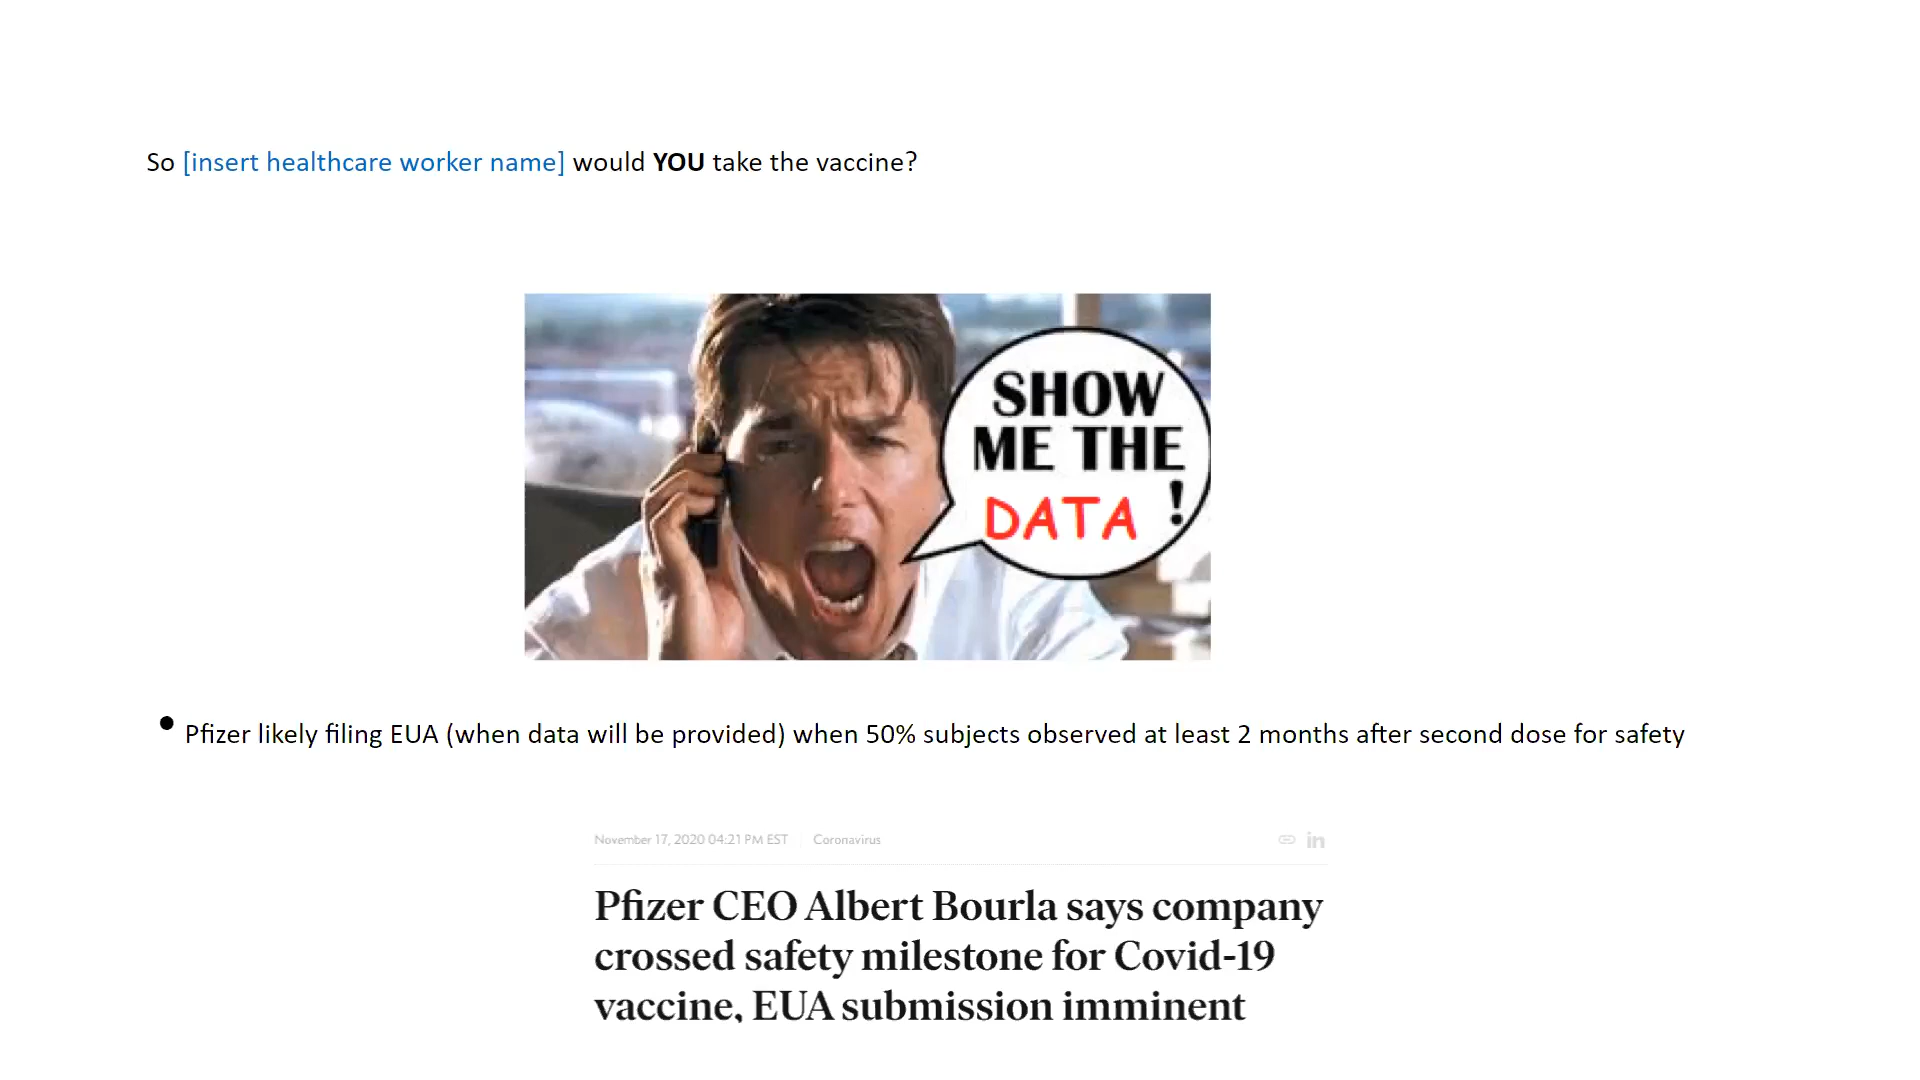 So [insert healthcare worker name] would YOU take the vaccine?
SHOW
ME THE
DATA !
• Pfizer likely filing EUA (when data will be provided) when 50% subjects observed at least 2 months after second dose for safety
November 17, 2020 04:21 PM EST | Coronavirus
in
Pfizer CEO Albert Bourla says company
crossed safety milestone for Covid-19
vaccine, EUA submission imminent